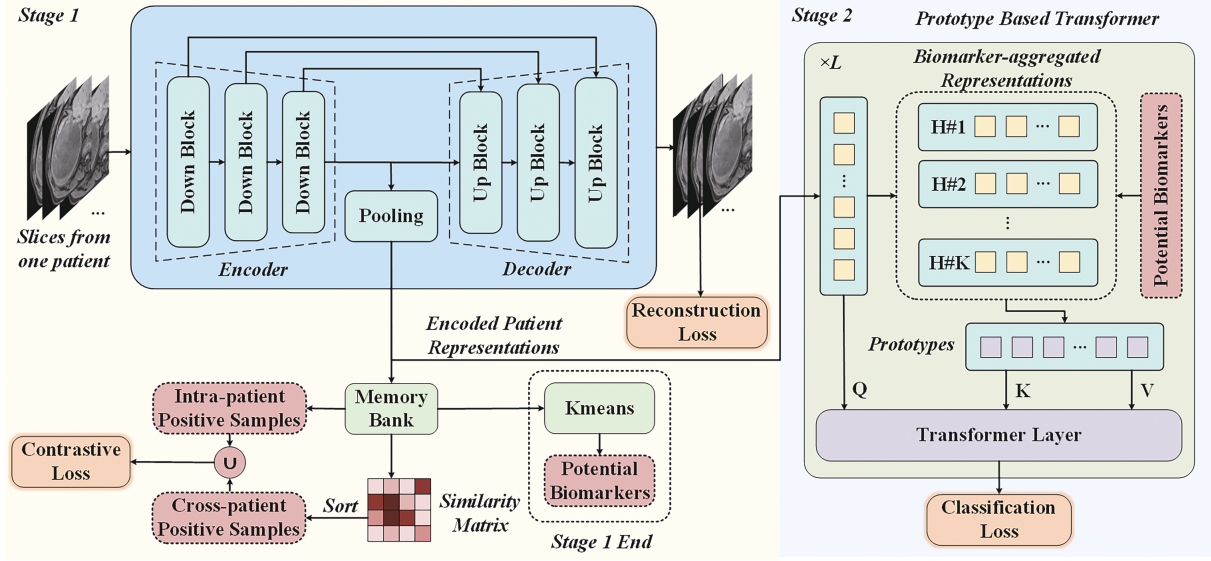 Stage 1
Down Block
Down Block
Down Block
Up Block
Up Block
Up Block
Pooling
Encoder
Decoder
...
Slices from
one patient
...
Reconstruction
Loss
Encoded Patient
Representations
Intra-patient
Positive Samples
Memory
Bank
Kmeans
Contrastive
Loss
∪
Potential
Biomarkers
Cross-patient
Positive Samples
Sort
Similarity
Matrix
Stage 1 End
Stage 2
Prototype Based Transformer
×L
Biomarker-aggregated
Representations
H#1 ...
H#2 ...
...
...
H#K ...
Potential Biomarkers
Prototypes
...
Q
K
V
Transformer Layer
Classification
Loss